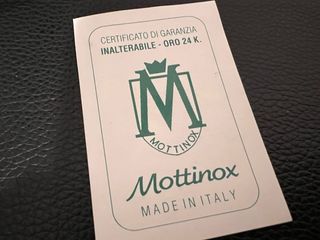 CERTIFICATO DI GARANZIA
INALTERABILE - ORO 24 K.
M
MOTTINOX
Mottinox
MADE IN ITALY